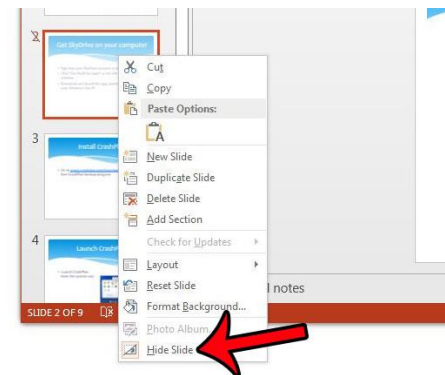 2
Get SkyDrive on your computer
Cut
Copy
Paste Options:
A
3
Install CrashP
New Slide
Duplicate Slide
Delete Slide
Add Section
Check for Updates
4
Launch CrashP
Layout
Reset Slide
Format Background...
Photo Album...
Hide Slide
notes
SLIDE 2 OF 9